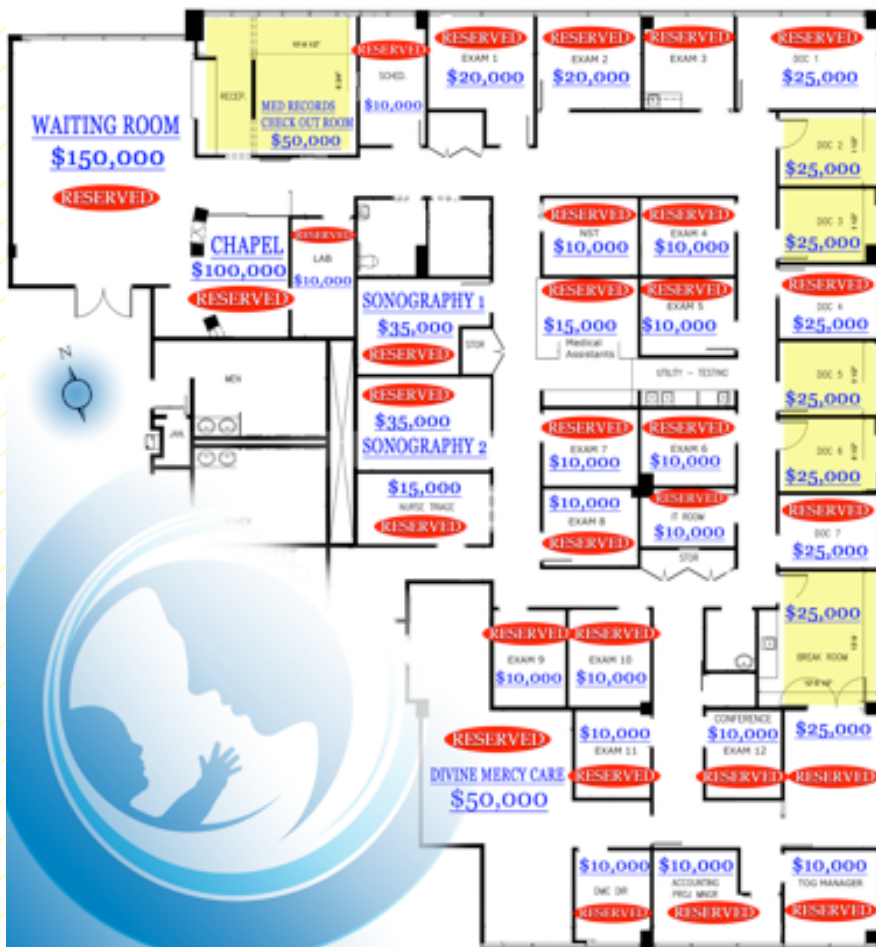 RESERVED
EXAM 1
$20,000
RESERVED
EXAM 2
$20,000
RESERVED
EXAM 3
RESERVED
DOC 1
$25,000
RESERVED
SCHED.
$10,000
RECEP.
MED RECORDS
CHECK OUT ROOM
$50,000
WAITING ROOM
$150,000
RESERVED
DOC 2
$25,000
DOC 3
$25,000
RESERVED
DOC 4
$25,000
DOC 5
$25,000
DOC 6
$25,000
RESERVED
DOC 7
$25,000
CHAPEL
$100,000
RESERVED
RESERVED
LAB
$10,000
RESERVED
NST
$10,000
RESERVED
EXAM 4
$10,000
SONOGRAPHY 1
$35,000
RESERVED
STOR
RESERVED
$15,000
Medical
Assistants
RESERVED
EXAM 5
$10,000
UTILITY - TESTING
N
MEN
JAN.
RESERVED
$35,000
SONOGRAPHY 2
RESERVED
EXAM 7
$10,000
RESERVED
EXAM 6
$10,000
$15,000
NURSE TRIAGE
RESERVED
$10,000
EXAM 8
RESERVED
RESERVED
IT ROOM
$10,000
STOR
$25,000
BREAK ROOM
RESERVED
EXAM 9
$10,000
RESERVED
EXAM 10
$10,000
RESERVED
DIVINE MERCY CARE
$50,000
$10,000
EXAM 11
RESERVED
CONFERENCE
$10,000
EXAM 12
RESERVED
$25,000
RESERVED
$10,000
DMC DIR
RESERVED
$10,000
ACCOUNTING
PROJ MNGR
RESERVED
$10,000
TOG MANAGER
RESERVED